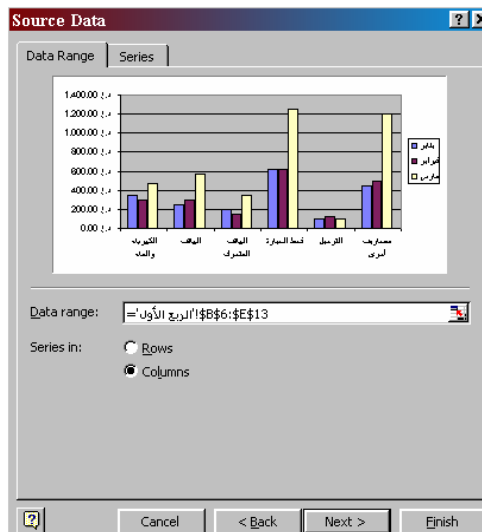 Source Data
Data Range
Series
د.إ. 1,400.00
د.إ. 1,200.00
د.إ. 1,000.00
د.إ. 800.00
د.إ. 600.00
د.إ. 400.00
د.إ. 200.00
د.إ. 0.00
يناير
فبراير
مارس
الكهرباء والماء
الهاتف
الهاتف المتحرك
قسط السيارة
مصاريف أخرى
Data range:
='الربع الأول'!$B$6:$E$13
Series in:
Rows
Columns
Cancel
< Back
Next >
Finish